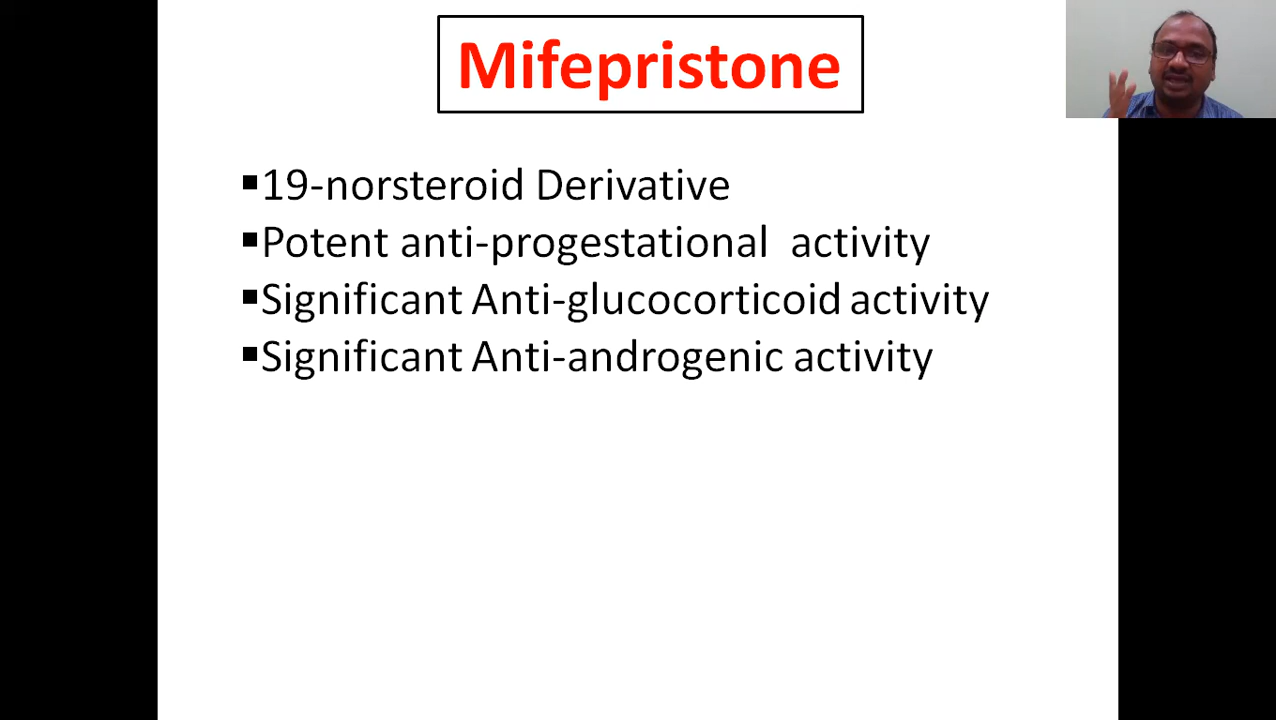 Mifepristone
▪19-norsteroid Derivative
▪Potent anti-progestational activity
▪Significant Anti-glucocorticoid activity
▪Significant Anti-androgenic activity